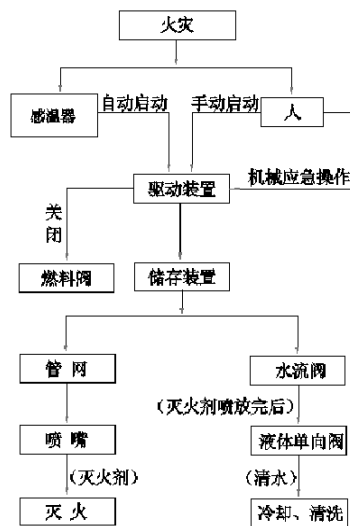 火灾
感温器
自动启动
手动启动
人
驱动装置
机械应急操作
关
闭
燃料阀
储存装置
管 网
水流阀
（灭火剂喷放完后）
喷 嘴
液体单向阀
（灭火剂）
（清水）
灭 火
冷却、清洗